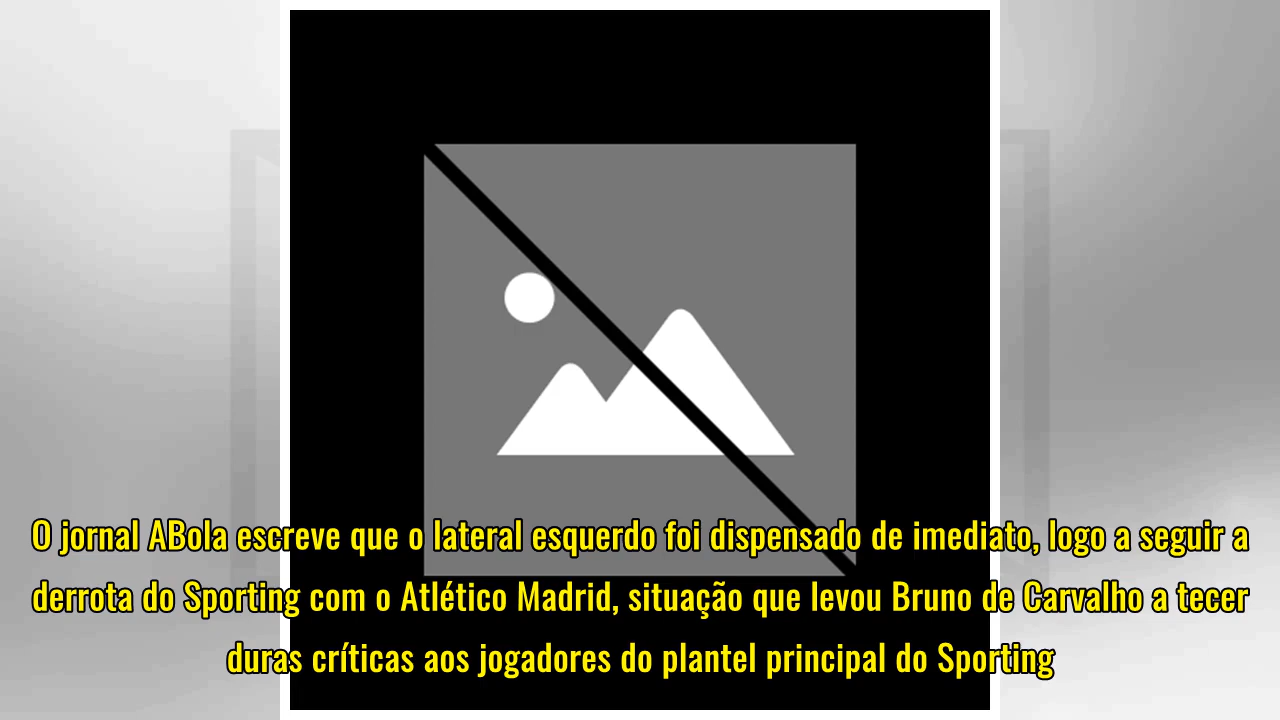 O jornal ABola escreve que o lateral esquerdo foi dispensado de imediato, logo a seguir a
derrota do Sporting com o Atlético Madrid, situação que levou Bruno de Carvalho a tecer
duras críticas aos jogadores do plantel principal do Sporting